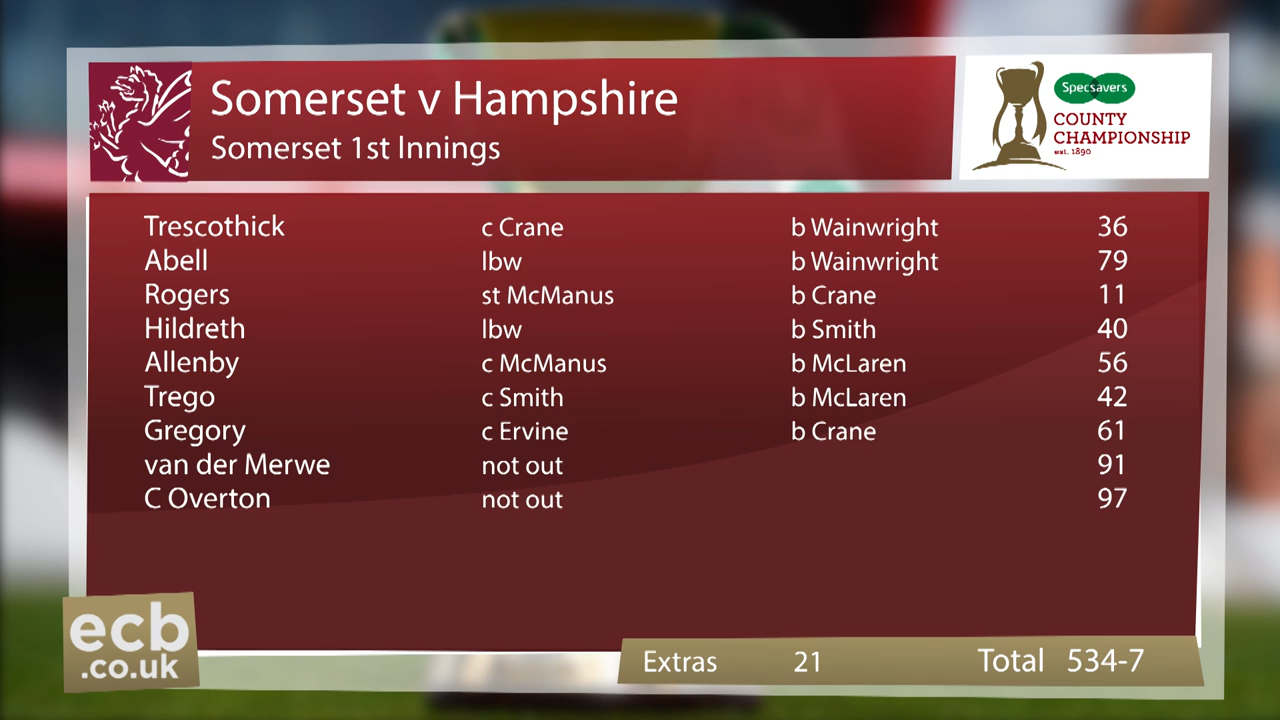 Somerset v Hampshire
Somerset 1st Innings
Specsavers
COUNTY
CHAMPIONSHIP
est. 1890
Trescothick c Crane b Wainwright 36
Abell lbw b Wainwright 79
Rogers st McManus b Crane 11
Hildreth lbw b Smith 40
Allenby c McManus b McLaren 56
Trego c Smith b McLaren 42
Gregory c Ervine b Crane 61
van der Merwe not out 91
C Overton not out 97
ecb
.co.uk
Extras 21 Total 534-7